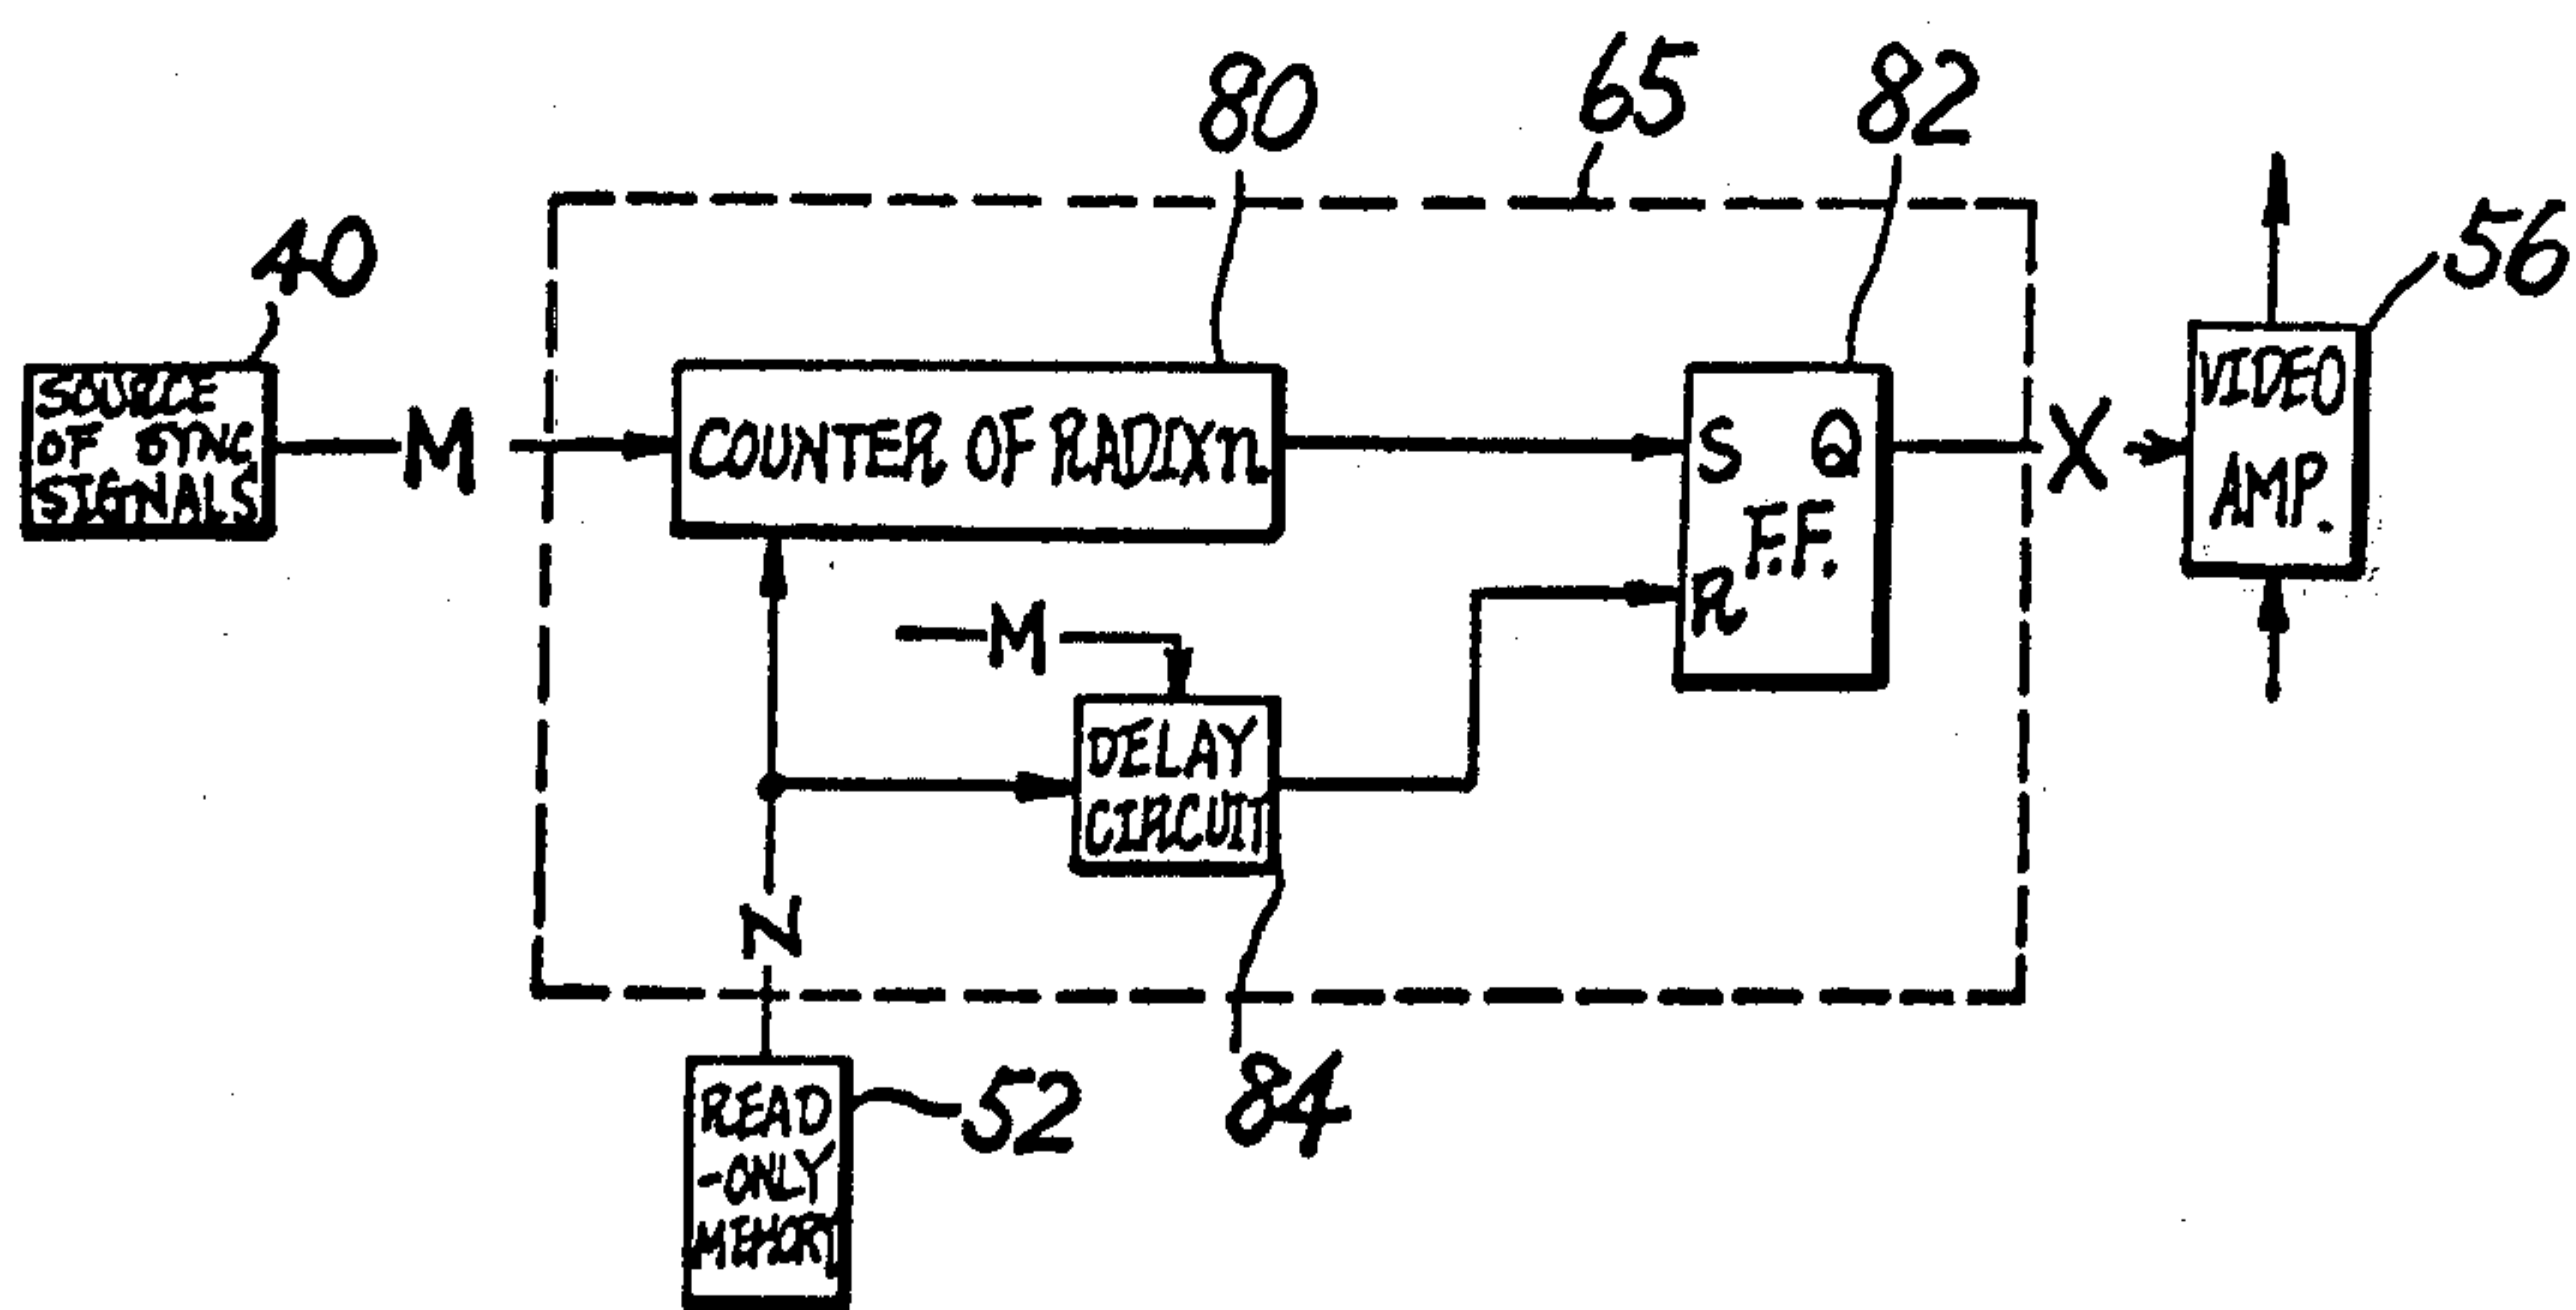 80
65
82
40
56
SOURCE
OF SYNC
SIGNALS
M
COUNTER OF RADIX n
S Q
F.F.
R
X
VIDEO
AMP.
M
DELAY
CIRCUIT
N
52
84
READ
-ONLY
MEMORY